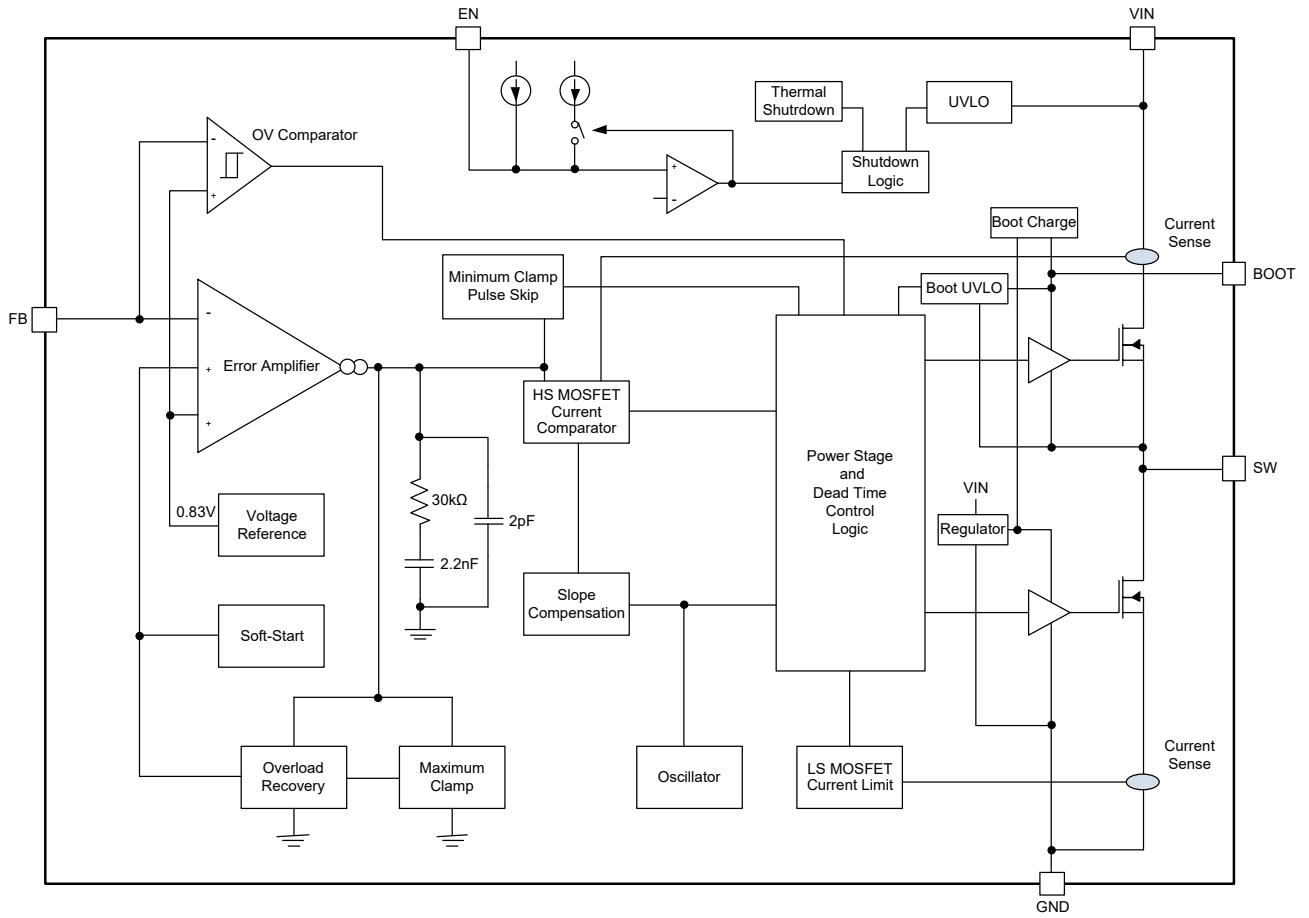 EN
VIN
Thermal
Shutrdown
UVLO
OV Comparator
-
+
+
-
Shutdown
Logic
Boot Charge
Current
Sense
Minimum Clamp
Pulse Skip
Boot UVLO
BOOT
FB
-
Error Amplifier
+
+
HS MOSFET
Current
Comparator
Power Stage
and
Dead Time
Control
Logic
SW
VIN
30kΩ
0.83V
Voltage
Reference
2pF
Regulator
2.2nF
Slope
Compensation
Soft-Start
Overload
Recovery
Maximum
Clamp
Oscillator
LS MOSFET
Current Limit
Current
Sense
GND